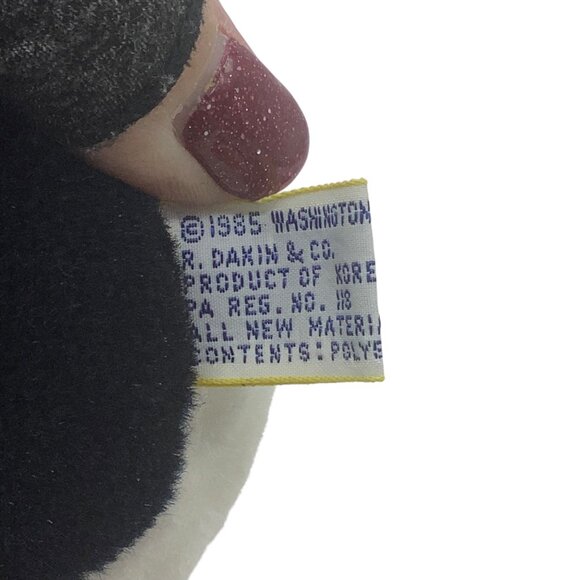 ©1985 WASHINGTON
R. DAKIN & CO.
PRODUCT OF KORE
PA REG. NO. 118
ALL NEW MATERIA
CONTENTS: POLYE